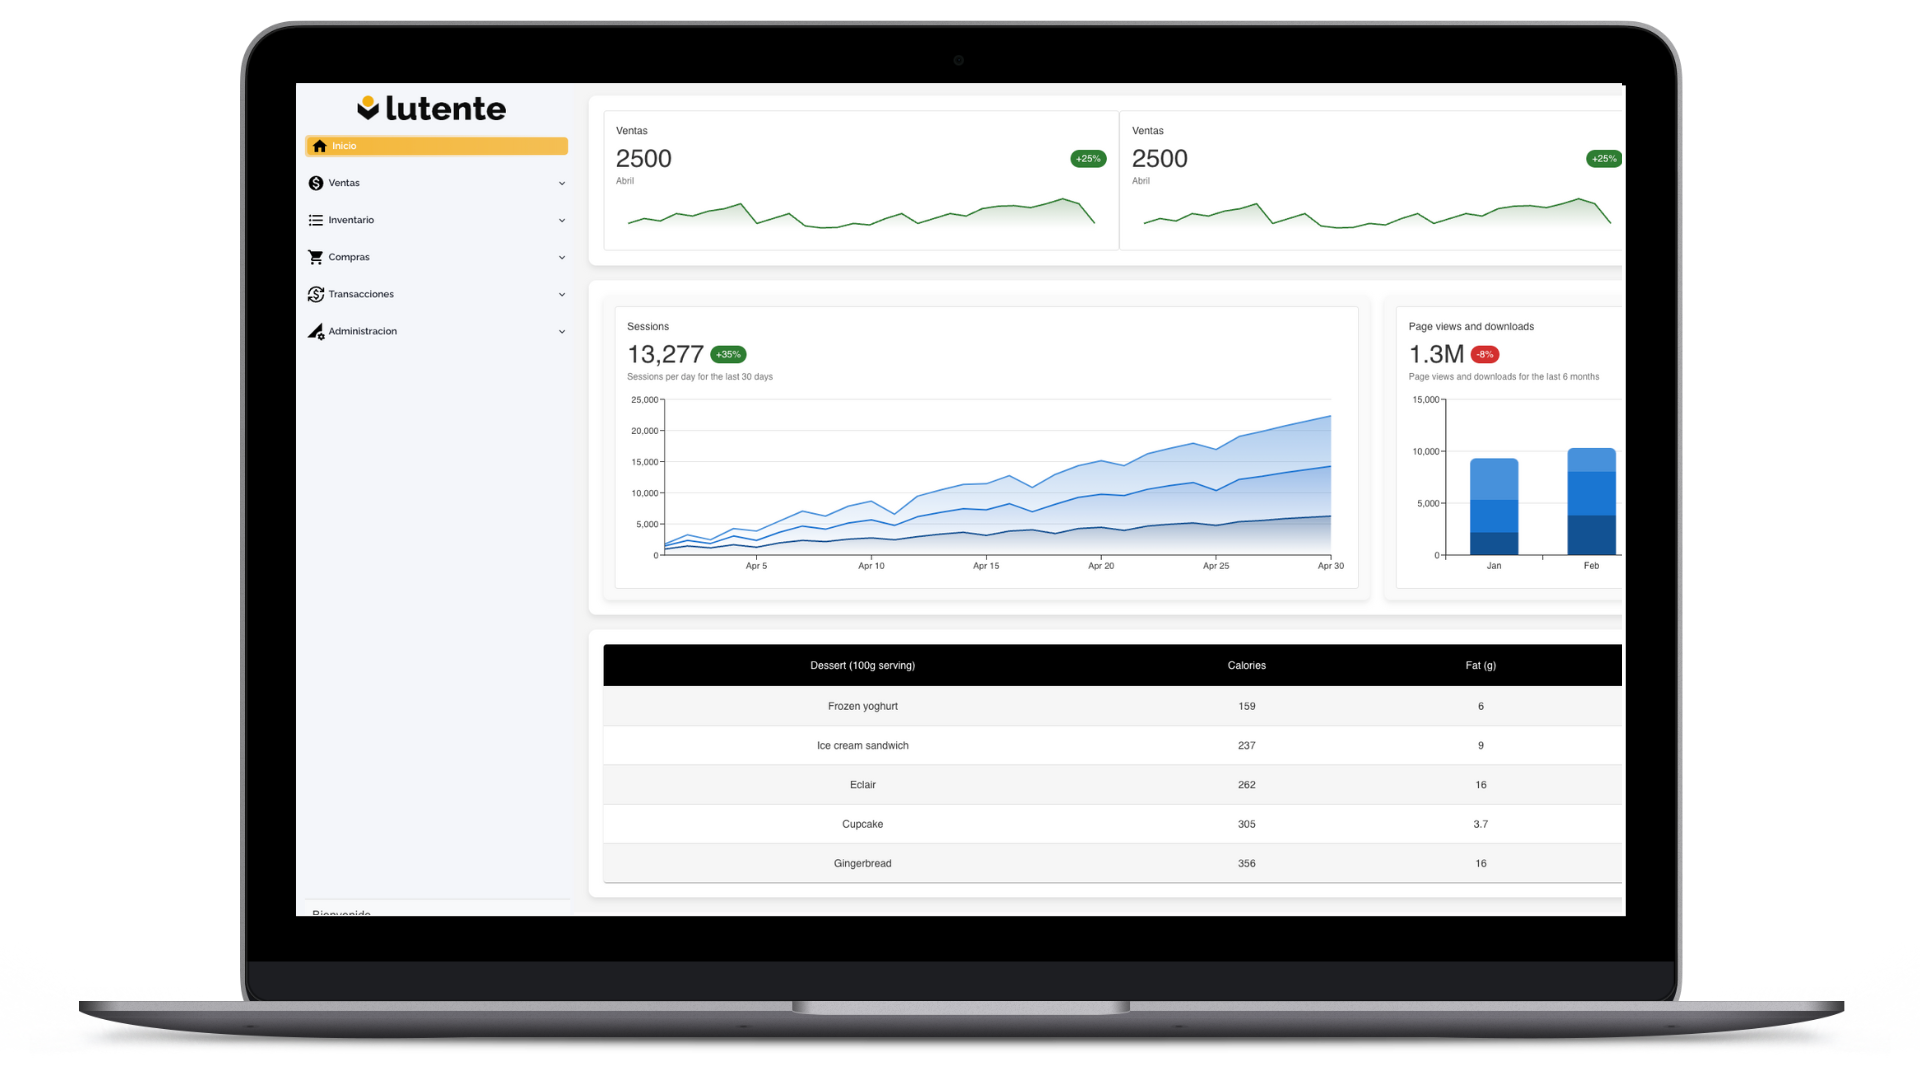 lutente
Inicio
Ventas
Inventario
Compras
Transacciones
Administracion
Bienvenido
Ventas
2500
+25%
Abril
Ventas
2500
+25%
Abril
Sessions
13,277 +35%
Sessions per day for the last 30 days
25,000
20,000
15,000
10,000
5,000
0
Apr 5 Apr 10 Apr 15 Apr 20 Apr 25 Apr 30
Page views and downloads
1.3M -8%
Page views and downloads for the last 6 months
15,000
10,000
5,000
0
Jan Feb
Dessert (100g serving) Calories Fat (g)
Frozen yoghurt 159 6
Ice cream sandwich 237 9
Eclair 262 16
Cupcake 305 3.7
Gingerbread 356 16